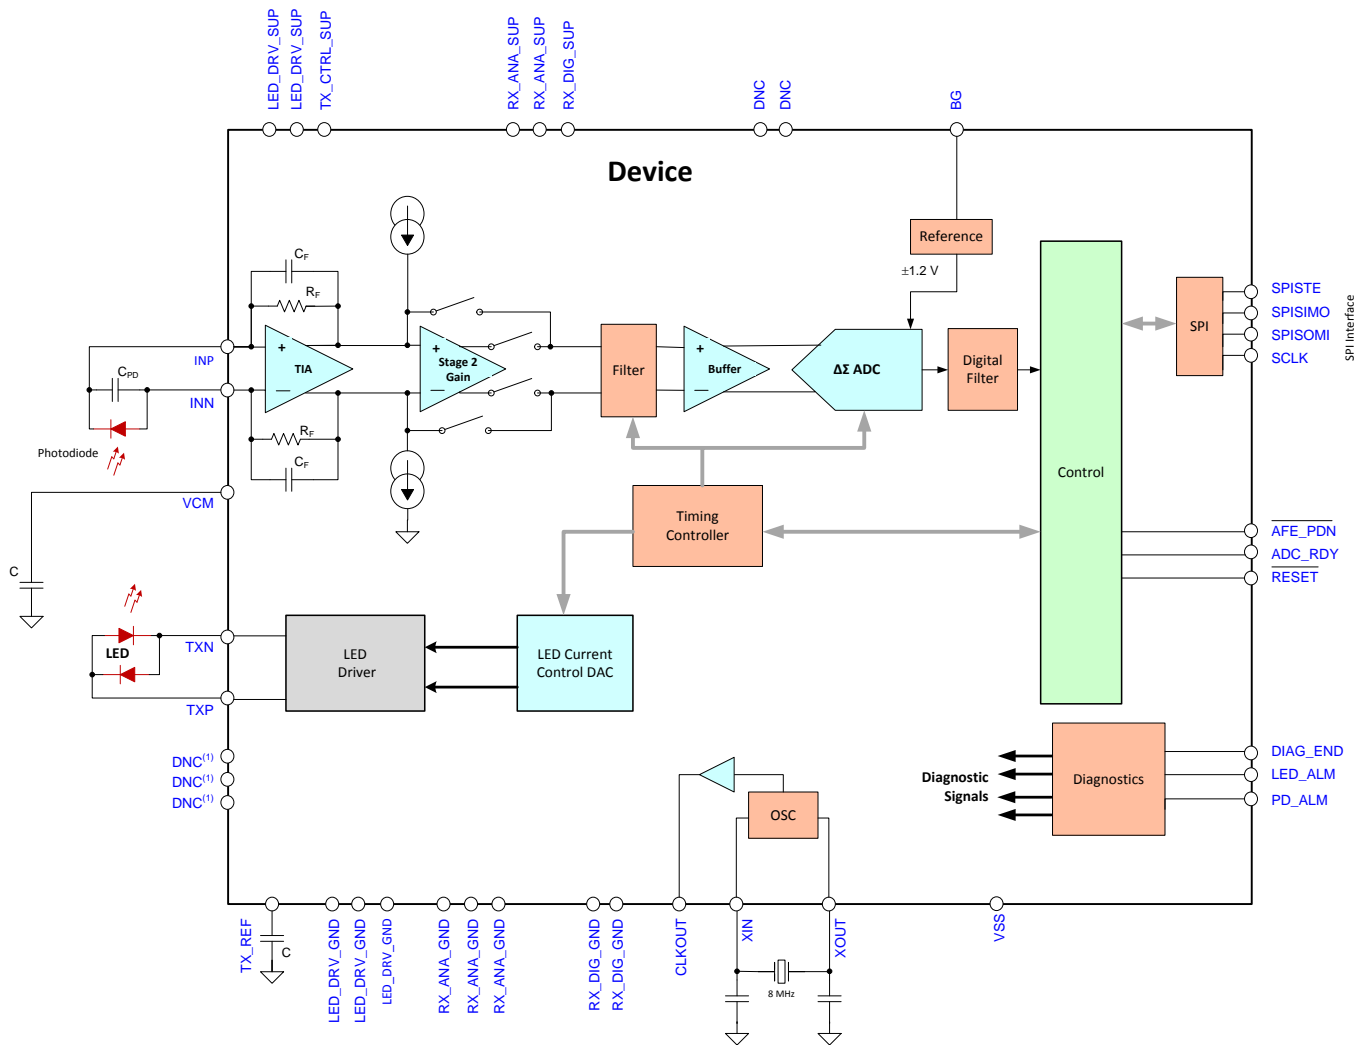 LED_DRV_SUP
LED_DRV_SUP
TX_CTRL_SUP
RX_ANA_SUP
RX_ANA_SUP
RX_DIG_SUP
DNC
DNC
BG
Device
Reference
±1.2 V
CF
RF
INP
TIA
Stage 2
Gain
Filter
Buffer
ΔΣ ADC
Digital
Filter
Control
SPI
SPISTE
SPISIMO
SPISOMI
SCLK
SPI Interface
CPD
INN
Photodiode
RF
CF
VCM
C
Timing
Controller
AFE_PDN
ADC_RDY
RESET
TXN
LED
TXP
LED
Driver
LED Current
Control DAC
DNC(1)
DNC(1)
DNC(1)
Diagnostic
Signals
Diagnostics
DIAG_END
LED_ALM
PD_ALM
OSC
TX_REF
C
LED_DRV_GND
LED_DRV_GND
LED_DRV_GND
RX_ANA_GND
RX_ANA_GND
RX_ANA_GND
RX_DIG_GND
RX_DIG_GND
CLKOUT
XIN
XOUT
VSS
8 MHz